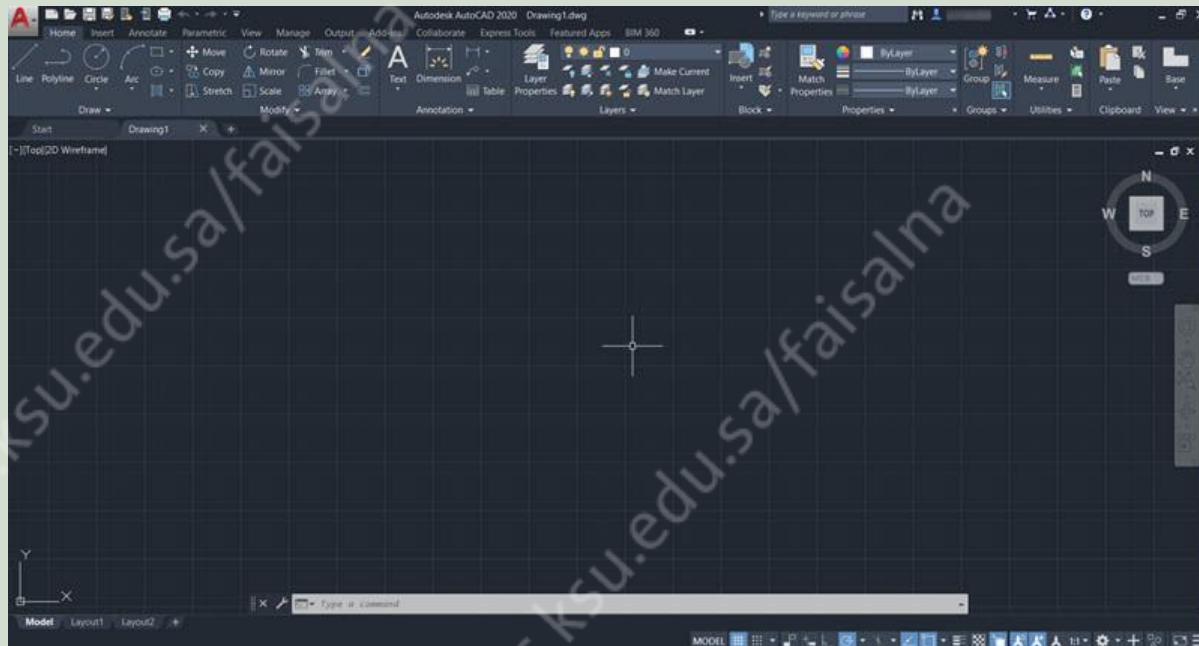 Autodesk AutoCAD 2020 Drawing1.dwg
Type a keyword or phrase
Home Insert Annotate Parametric View Manage Output Add-ins Collaborate Express Tools Featured Apps BIM 360
Line Polyline Circle Arc
Move Rotate Trim
Copy Mirror Fillet
Stretch Scale Array
Text Dimension
Table
Layer Properties
0
Make Current
Match Layer
Insert
Match Properties
ByLayer
ByLayer
ByLayer
Group
Measure
Paste
Base
Draw Modify Annotation Layers Block Properties Groups Utilities Clipboard View
Start Drawing1
[-][Top][2D Wireframe]
N
W TOP E
S
WCS
ksu.edu.sa/faisalna
ksu.edu.sa/faisalna
Y
X
Type a command
Model Layout1 Layout2
MODEL 1:1